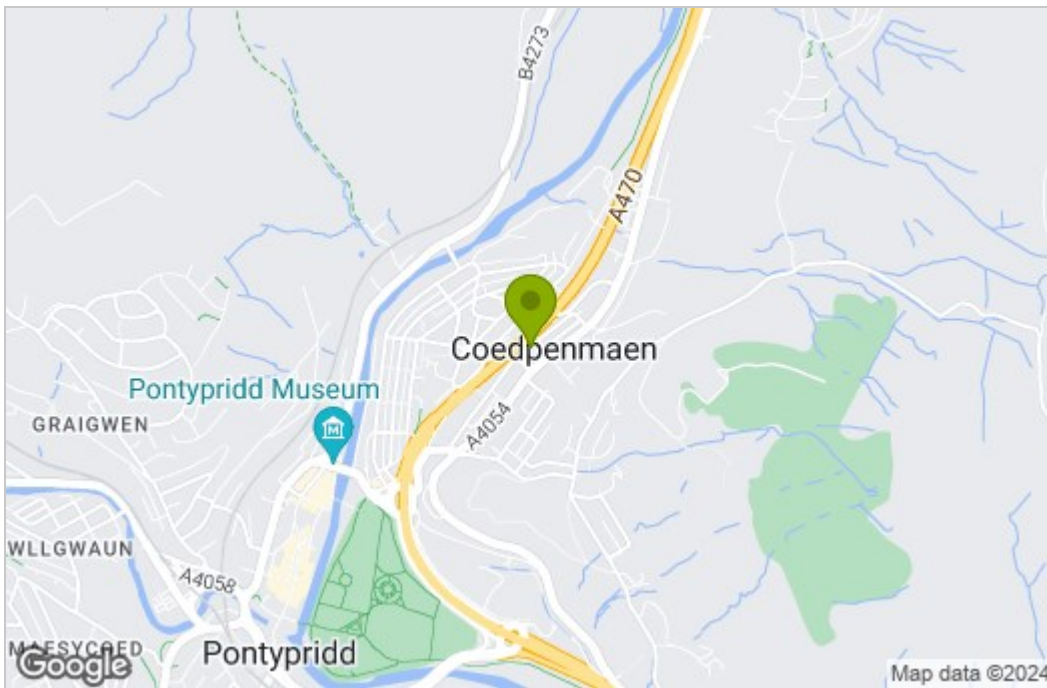 B4273
A470
Coedpenmaen
Pontypridd Museum
M
A4054
GRAIGWEN
WLLGWAUN
A4058
MAESYCOED
Pontypridd
Google
Map data ©2024